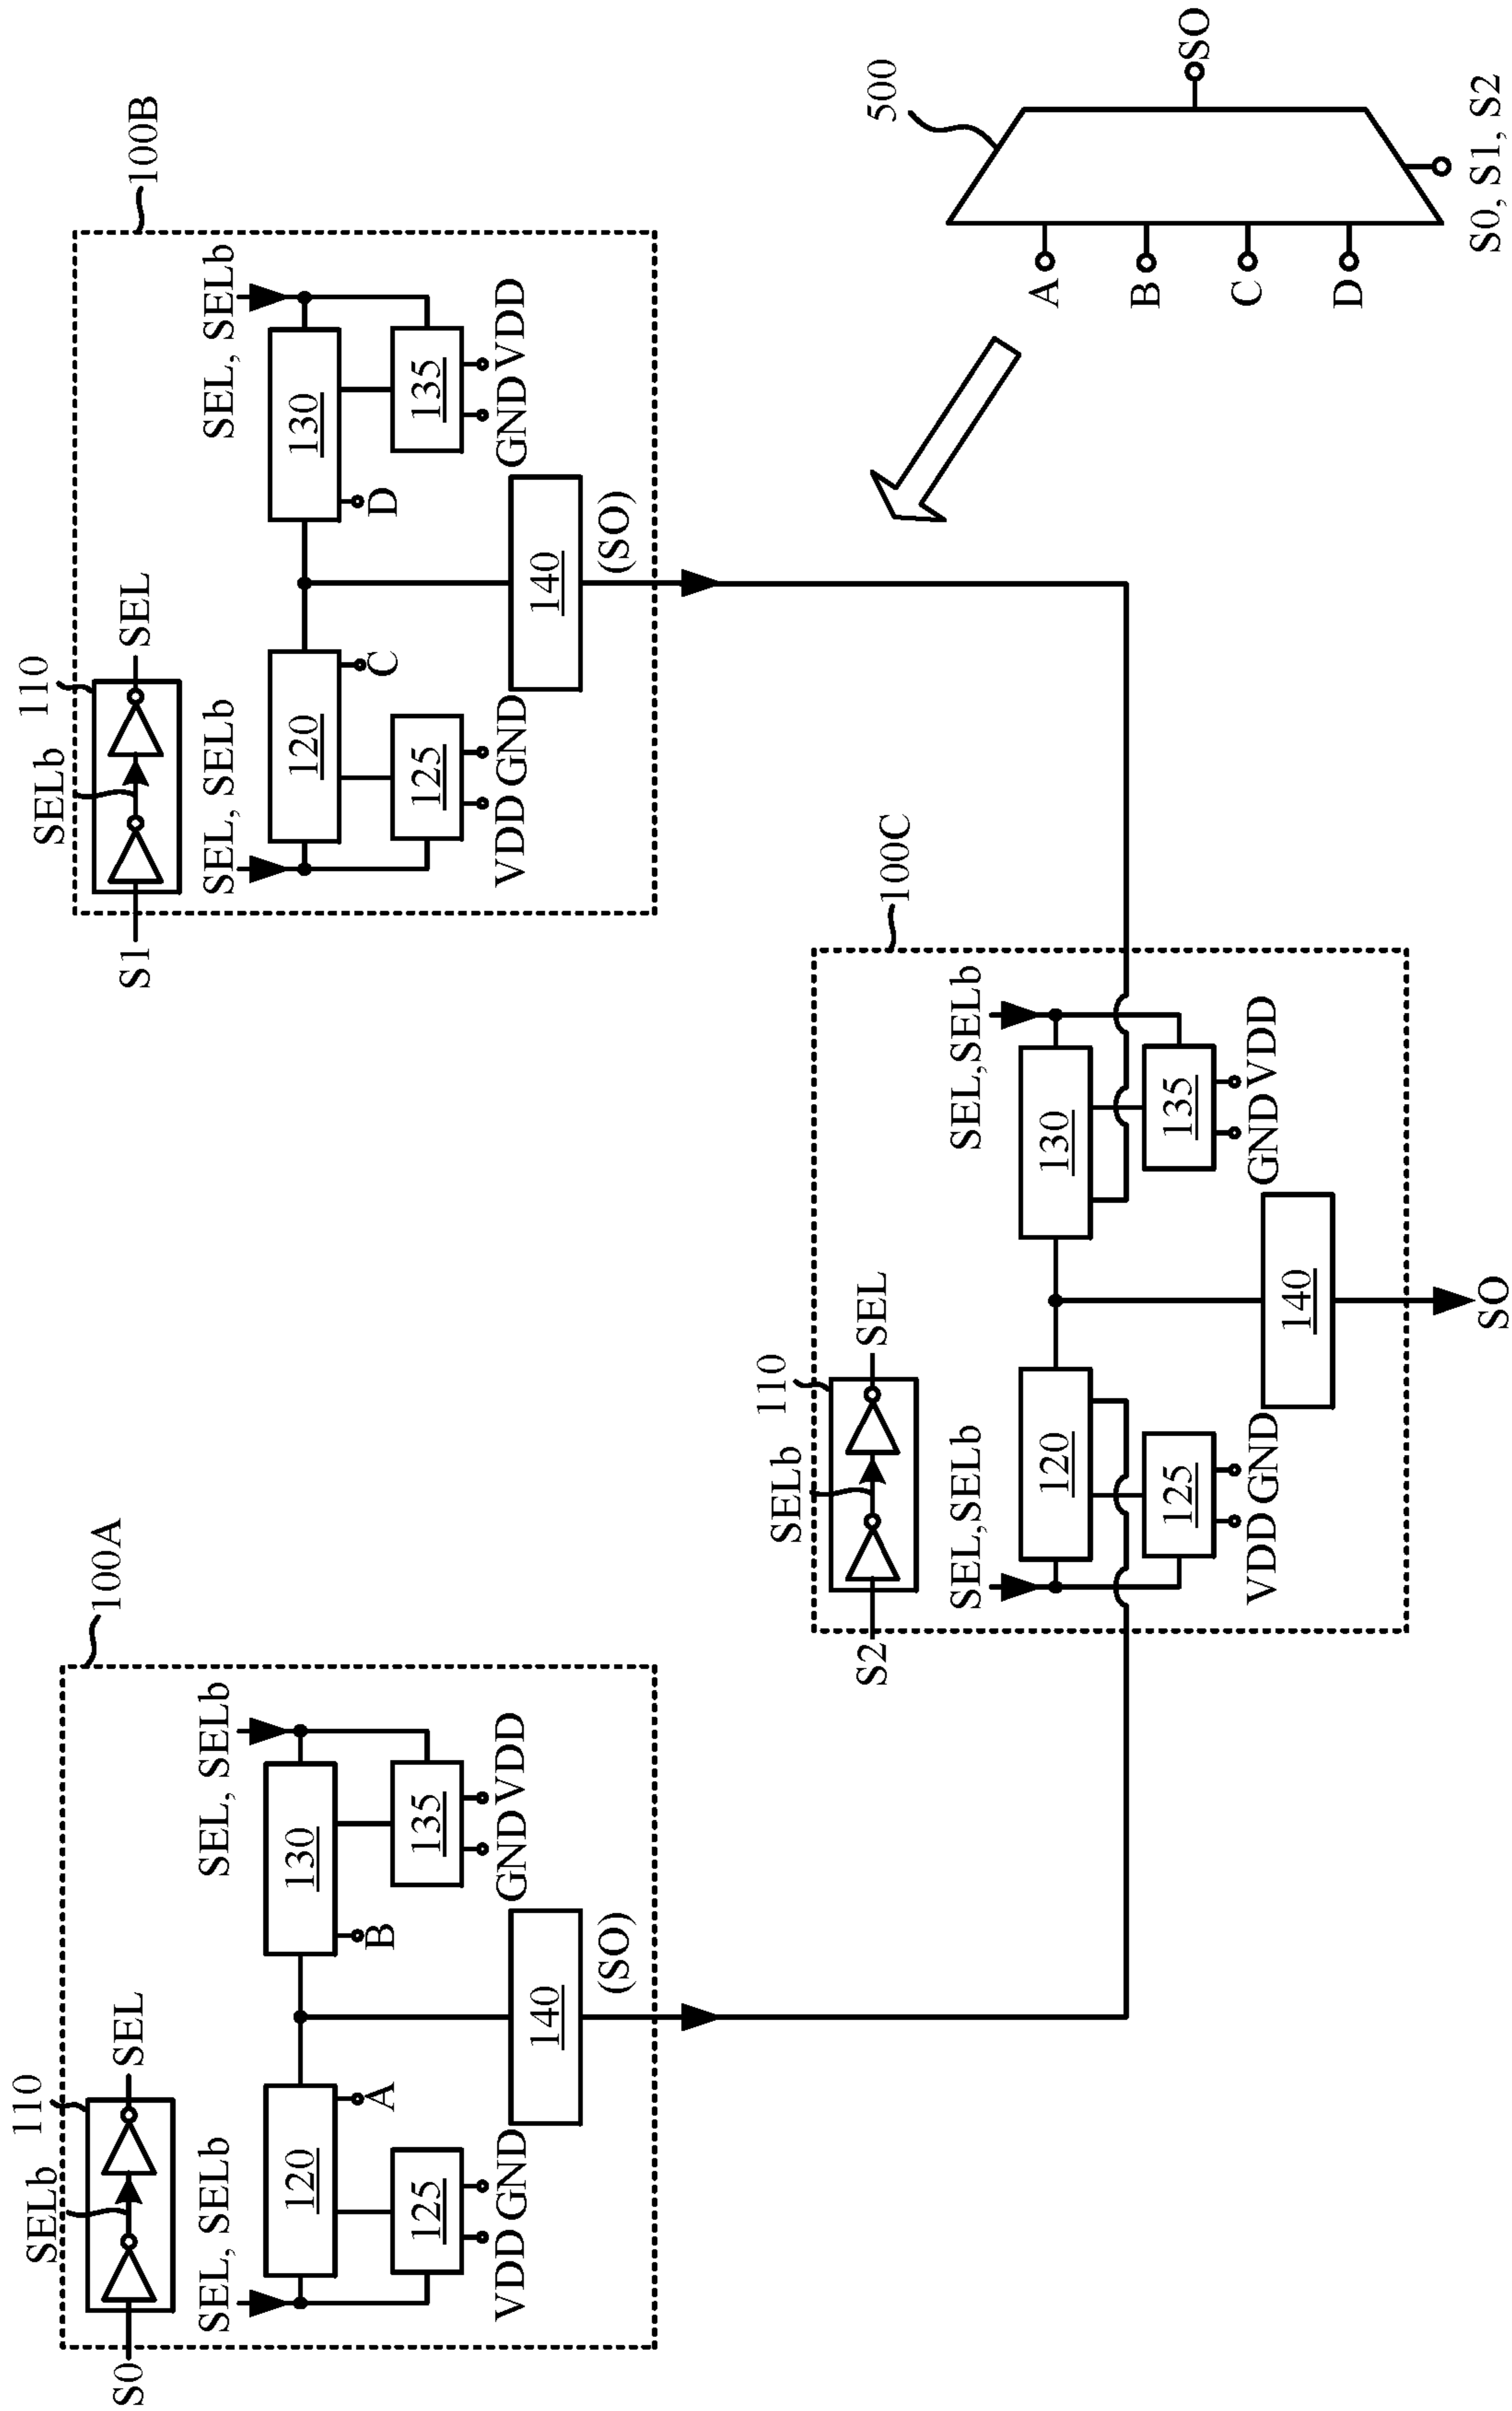 100A
110
SELb
S0
SEL
SEL, SELb
SEL, SELb
120
130
A
B
125
135
VDD GND
GND VDD
140
(SO)
100B
110
SELb
S1
SEL
SEL, SELb
SEL, SELb
120
130
C
D
125
135
VDD GND
GND VDD
140
(SO)
100C
110
SELb
S2
SEL
SEL,SELb
SEL,SELb
120
130
125
135
VDD GND
GND VDD
140
SO
500
A
B
C
D
SO
S0, S1, S2